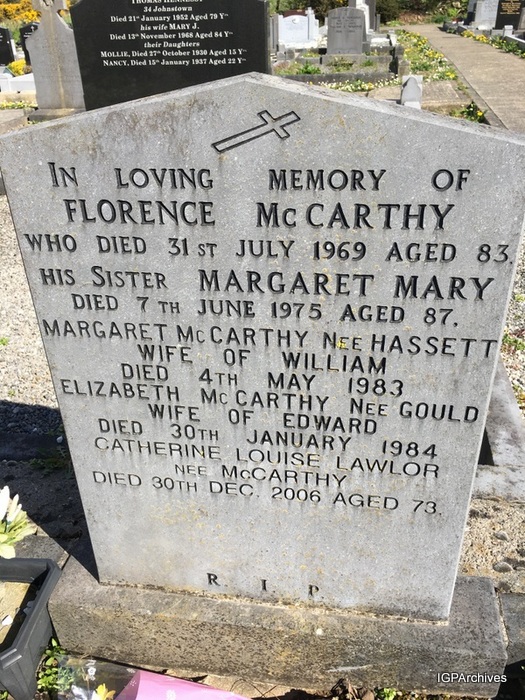 THOMAS HENNESSY
34 Johnstown
Died 21st January 1952 Aged 79 Yrs
his wife MARY J.
Died 13th November 1968 Aged 84 Yrs
their Daughters
MOLLIE, Died 27th October 1930 Aged 15 Yrs
NANCY, Died 15th January 1937 Aged 22 Yrs
IN LOVING MEMORY OF
FLORENCE McCARTHY
WHO DIED 31ST JULY 1969 AGED 83.
HIS SISTER MARGARET MARY
DIED 7TH JUNE 1975 AGED 87.
MARGARET McCARTHY NEE HASSETT
WIFE OF WILLIAM
DIED 4TH MAY 1983
ELIZABETH McCARTHY NEE GOULD
WIFE OF EDWARD
DIED 30TH JANUARY 1984
CATHERINE LOUISE LAWLOR
NEE McCARTHY
DIED 30TH DEC. 2006 AGED 73.
R. I. P.
IGPArchives